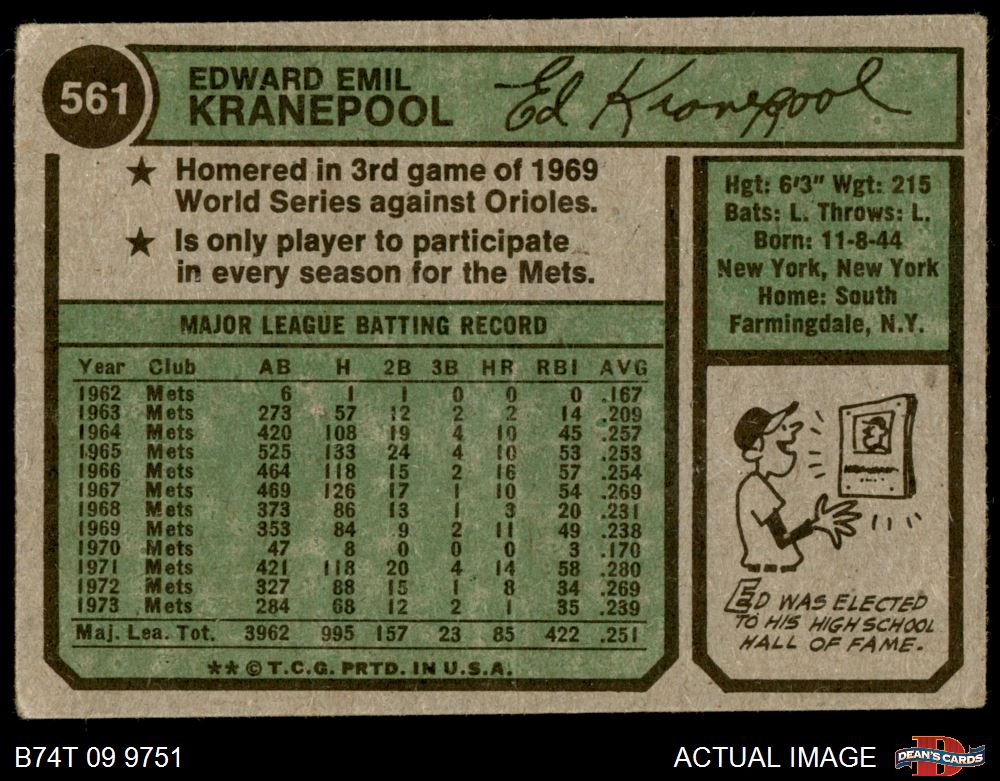 561
EDWARD EMIL
KRANEPOOL
Ed Kranepool
★ Homered in 3rd game of 1969
World Series against Orioles.
★ Is only player to participate
in every season for the Mets.
Hgt: 6'3" Wgt: 215
Bats: L. Throws: L.
Born: 11-8-44
New York, New York
Home: South
Farmingdale, N.Y.
MAJOR LEAGUE BATTING RECORD
Year Club AB H 2B 3B HR RBI AVG
1962 Mets 6 1 1 0 0 0 .167
1963 Mets 273 57 12 2 2 14 .209
1964 Mets 420 108 19 4 10 45 .257
1965 Mets 525 133 24 4 10 53 .253
1966 Mets 464 118 15 2 16 57 .254
1967 Mets 469 126 17 1 10 54 .269
1968 Mets 373 86 13 1 3 20 .231
1969 Mets 353 84 9 2 11 49 .238
1970 Mets 47 8 0 0 0 3 .170
1971 Mets 421 118 20 4 14 58 .280
1972 Mets 327 88 15 1 8 34 .269
1973 Mets 284 68 12 2 1 35 .239
Maj. Lea. Tot. 3962 995 157 23 85 422 .251
** © T.C.G. PRTD. IN U.S.A.
ED WAS ELECTED
TO HIS HIGH SCHOOL
HALL OF FAME.
B74T 09 9751
ACTUAL IMAGE
D
DEAN'S CARDS